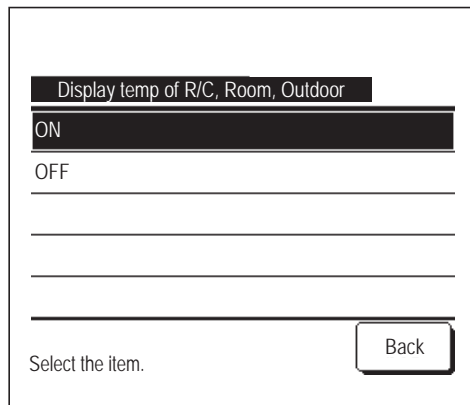 Display temp of R/C, Room, Outdoor
ON
OFF
Select the item.
Back